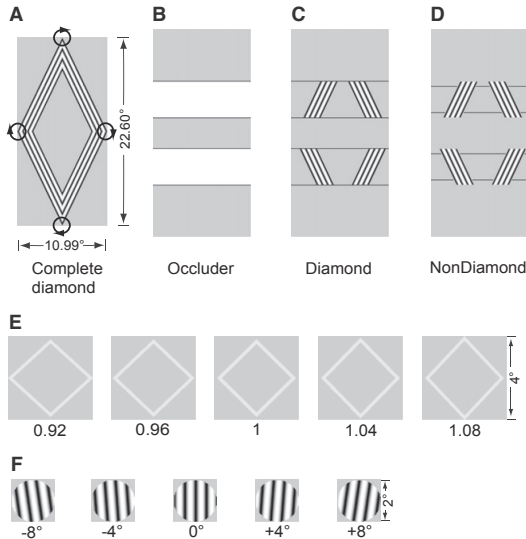 A
B
C
D
22.60°
10.99°
Complete
diamond
Occluder
Diamond
NonDiamond
E
4°
0.92
0.96
1
1.04
1.08
F
2°
-8°
-4°
0°
+4°
+8°